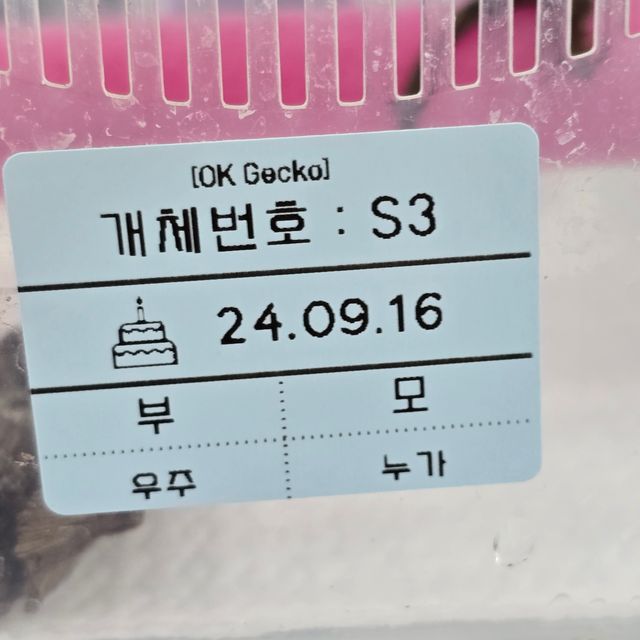 [OK Gecko]
개체번호 : S3
24.09.16
부 모
우주 누가